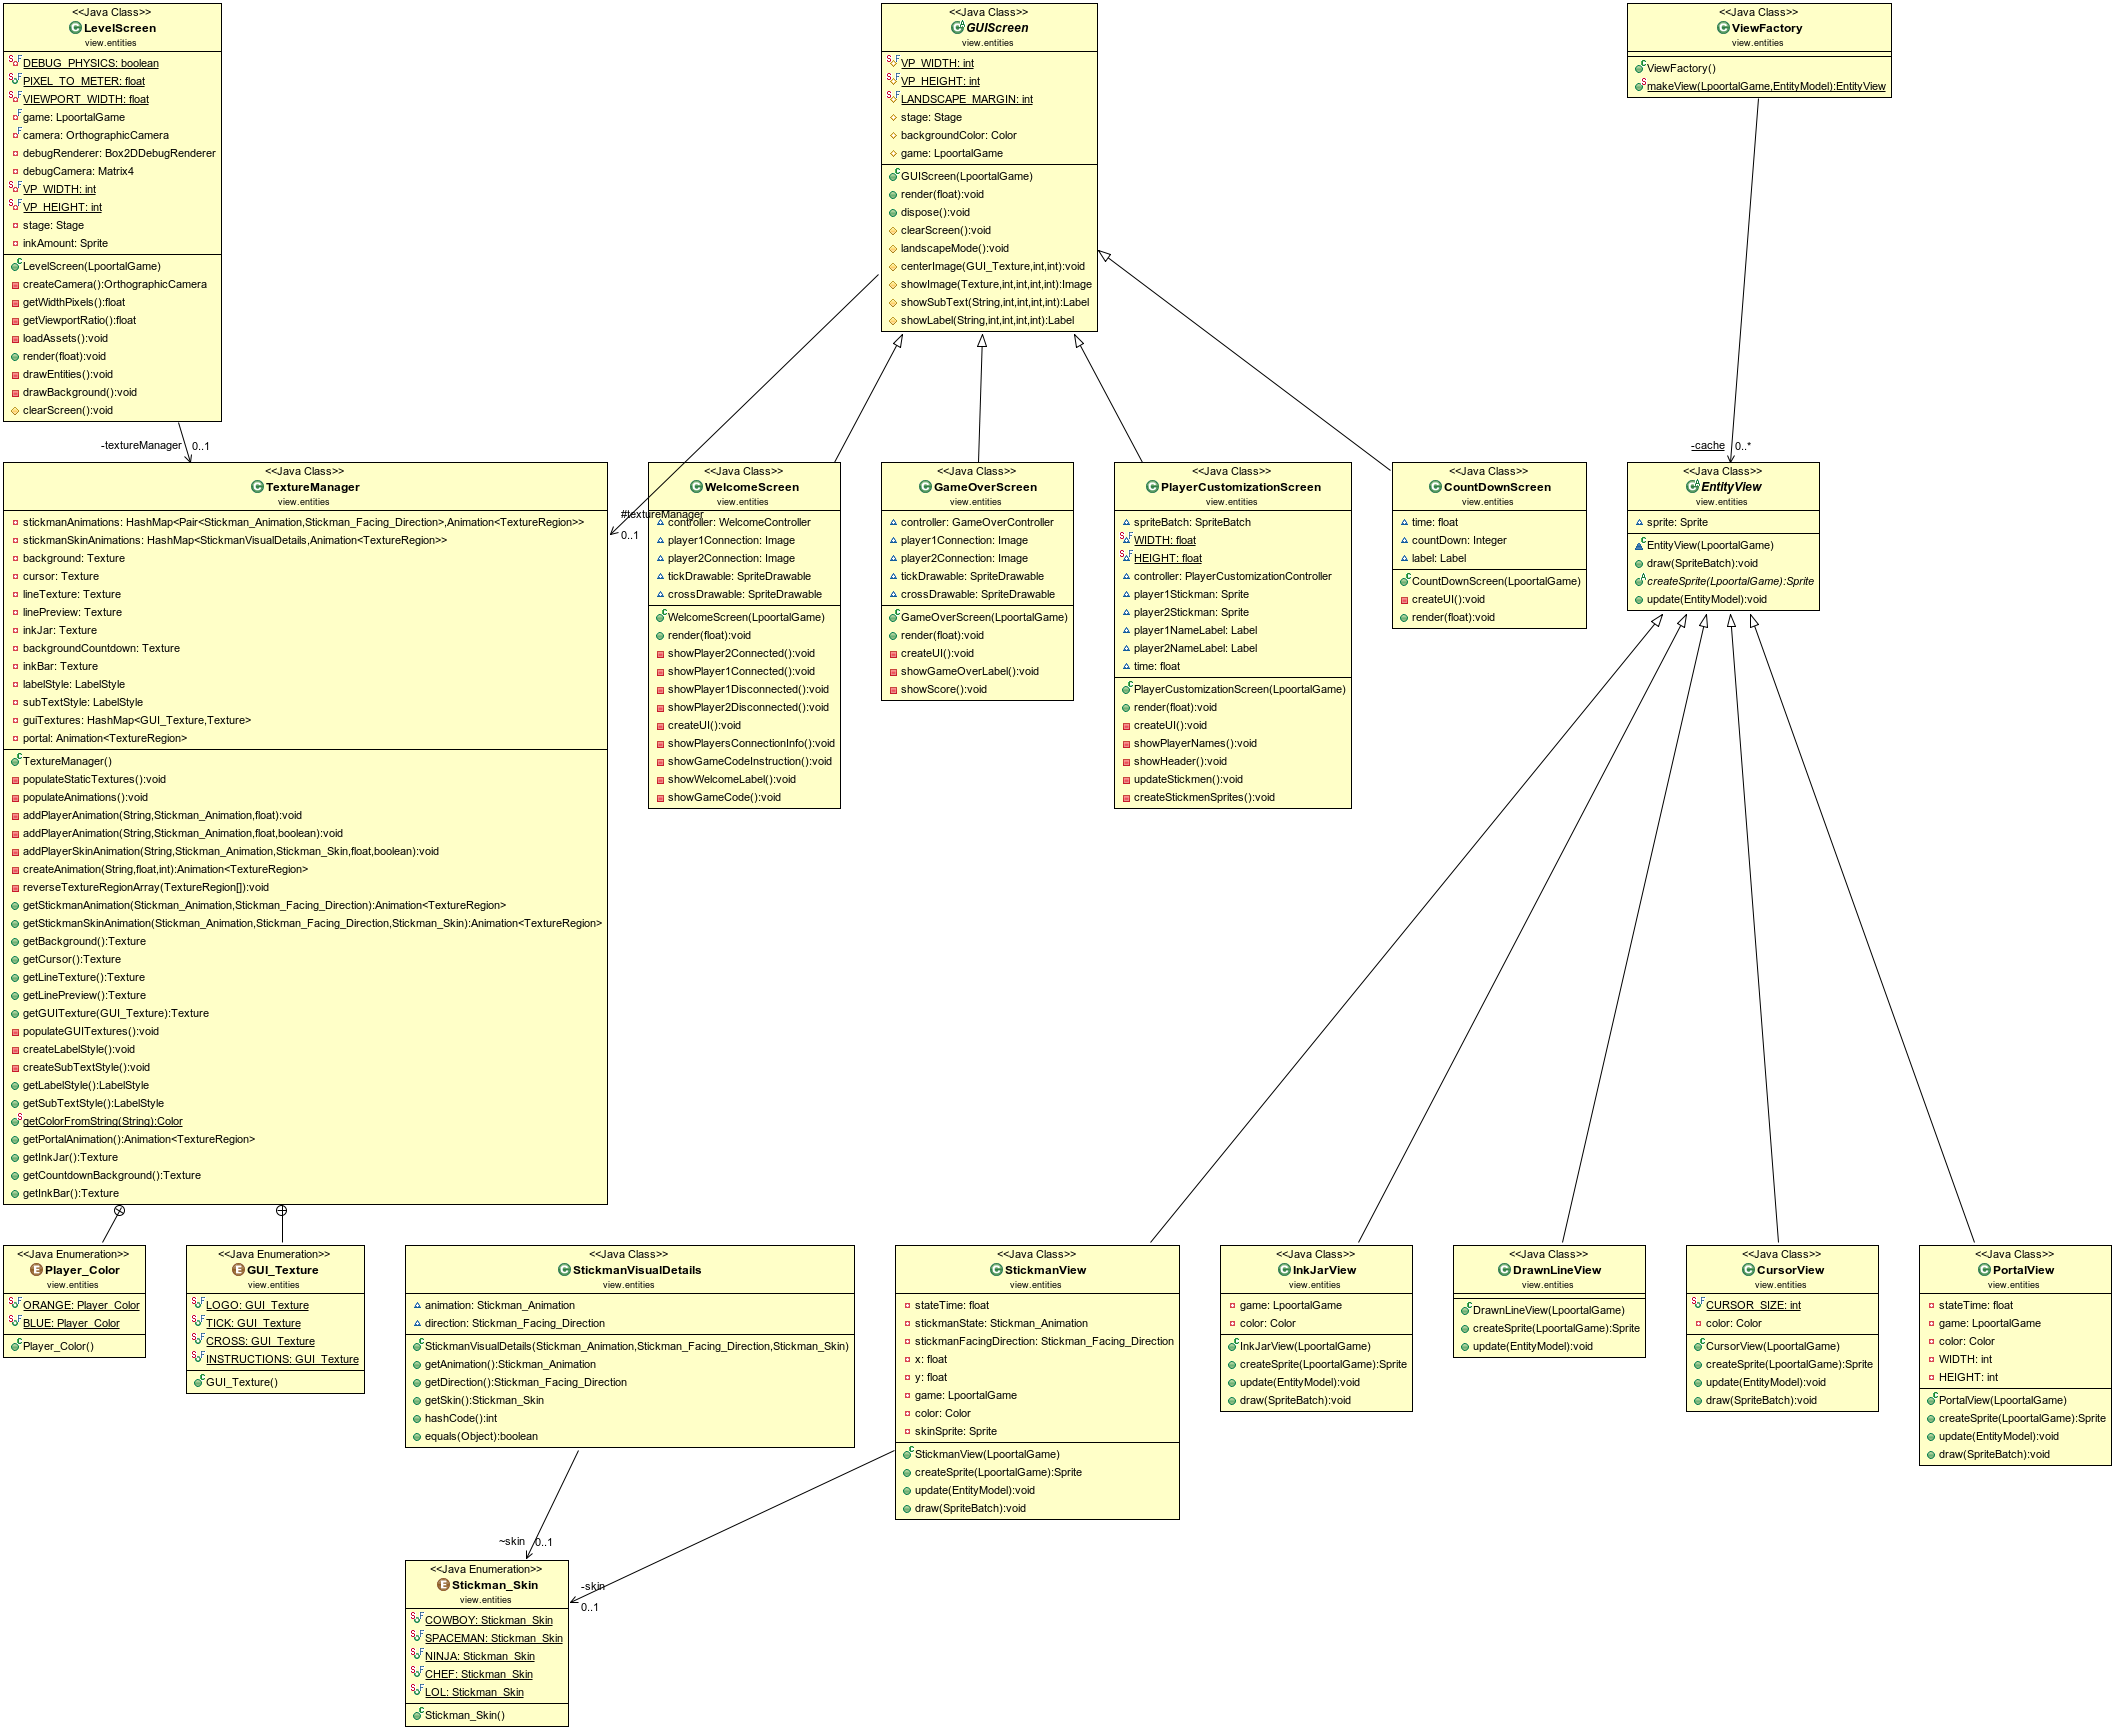 <<Java Class>>
LevelScreen
view.entities
DEBUG_PHYSICS: boolean
PIXEL_TO_METER: float
VIEWPORT_WIDTH: float
game: LpoortalGame
camera: OrthographicCamera
debugRenderer: Box2DDebugRenderer
debugCamera: Matrix4
VP_WIDTH: int
VP_HEIGHT: int
stage: Stage
inkAmount: Sprite
LevelScreen(LpoortalGame)
createCamera():OrthographicCamera
getWidthPixels():float
getViewportRatio():float
loadAssets():void
render(float):void
drawEntities():void
drawBackground():void
clearScreen():void
<<Java Class>>
GUIScreen
view.entities
VP_WIDTH: int
VP_HEIGHT: int
LANDSCAPE_MARGIN: int
stage: Stage
backgroundColor: Color
game: LpoortalGame
GUIScreen(LpoortalGame)
render(float):void
dispose():void
clearScreen():void
landscapeMode():void
centerImage(GUI_Texture,int,int):void
showImage(Texture,int,int,int,int):Image
showSubText(String,int,int,int,int):Label
showLabel(String,int,int,int,int):Label
<<Java Class>>
ViewFactory
view.entities
ViewFactory()
makeView(LpoortalGame,EntityModel):EntityView
-textureManager
0..1
#textureManager
0..1
-cache
0..*
<<Java Class>>
TextureManager
view.entities
stickmanAnimations: HashMap<Pair<Stickman_Animation,Stickman_Facing_Direction>,Animation<TextureRegion>>
stickmanSkinAnimations: HashMap<StickmanVisualDetails,Animation<TextureRegion>>
background: Texture
cursor: Texture
lineTexture: Texture
linePreview: Texture
inkJar: Texture
backgroundCountdown: Texture
inkBar: Texture
labelStyle: LabelStyle
subTextStyle: LabelStyle
guiTextures: HashMap<GUI_Texture,Texture>
portal: Animation<TextureRegion>
TextureManager()
populateStaticTextures():void
populateAnimations():void
addPlayerAnimation(String,Stickman_Animation,float):void
addPlayerAnimation(String,Stickman_Animation,float,boolean):void
addPlayerSkinAnimation(String,Stickman_Animation,Stickman_Skin,float,boolean):void
createAnimation(String,float,int):Animation<TextureRegion>
reverseTextureRegionArray(TextureRegion[]):void
getStickmanAnimation(Stickman_Animation,Stickman_Facing_Direction):Animation<TextureRegion>
getStickmanSkinAnimation(Stickman_Animation,Stickman_Facing_Direction,Stickman_Skin):Animation<TextureRegion>
getBackground():Texture
getCursor():Texture
getLineTexture():Texture
getLinePreview():Texture
getGUITexture(GUI_Texture):Texture
populateGUITextures():void
createLabelStyle():void
createSubTextStyle():void
getLabelStyle():LabelStyle
getSubTextStyle():LabelStyle
getColorFromString(String):Color
getPortalAnimation():Animation<TextureRegion>
getInkJar():Texture
getCountdownBackground():Texture
getInkBar():Texture
<<Java Class>>
WelcomeScreen
view.entities
controller: WelcomeController
player1Connection: Image
player2Connection: Image
tickDrawable: SpriteDrawable
crossDrawable: SpriteDrawable
WelcomeScreen(LpoortalGame)
render(float):void
showPlayer2Connected():void
showPlayer1Connected():void
showPlayer1Disconnected():void
showPlayer2Disconnected():void
createUI():void
showPlayersConnectionInfo():void
showGameCodeInstruction():void
showWelcomeLabel():void
showGameCode():void
<<Java Class>>
GameOverScreen
view.entities
controller: GameOverController
player1Connection: Image
player2Connection: Image
tickDrawable: SpriteDrawable
crossDrawable: SpriteDrawable
GameOverScreen(LpoortalGame)
render(float):void
createUI():void
showGameOverLabel():void
showScore():void
<<Java Class>>
PlayerCustomizationScreen
view.entities
spriteBatch: SpriteBatch
WIDTH: float
HEIGHT: float
controller: PlayerCustomizationController
player1Stickman: Sprite
player2Stickman: Sprite
player1NameLabel: Label
player2NameLabel: Label
time: float
PlayerCustomizationScreen(LpoortalGame)
render(float):void
createUI():void
showPlayerNames():void
showHeader():void
updateStickmen():void
createStickmenSprites():void
<<Java Class>>
CountDownScreen
view.entities
time: float
countDown: Integer
label: Label
CountDownScreen(LpoortalGame)
createUI():void
render(float):void
<<Java Class>>
EntityView
view.entities
sprite: Sprite
EntityView(LpoortalGame)
draw(SpriteBatch):void
createSprite(LpoortalGame):Sprite
update(EntityModel):void
<<Java Enumeration>>
Player_Color
view.entities
ORANGE: Player_Color
BLUE: Player_Color
Player_Color()
<<Java Enumeration>>
GUI_Texture
view.entities
LOGO: GUI_Texture
TICK: GUI_Texture
CROSS: GUI_Texture
INSTRUCTIONS: GUI_Texture
GUI_Texture()
<<Java Class>>
StickmanVisualDetails
view.entities
animation: Stickman_Animation
direction: Stickman_Facing_Direction
StickmanVisualDetails(Stickman_Animation,Stickman_Facing_Direction,Stickman_Skin)
getAnimation():Stickman_Animation
getDirection():Stickman_Facing_Direction
getSkin():Stickman_Skin
hashCode():int
equals(Object):boolean
<<Java Class>>
StickmanView
view.entities
stateTime: float
stickmanState: Stickman_Animation
stickmanFacingDirection: Stickman_Facing_Direction
x: float
y: float
game: LpoortalGame
color: Color
skinSprite: Sprite
StickmanView(LpoortalGame)
createSprite(LpoortalGame):Sprite
update(EntityModel):void
draw(SpriteBatch):void
<<Java Class>>
InkJarView
view.entities
game: LpoortalGame
color: Color
InkJarView(LpoortalGame)
createSprite(LpoortalGame):Sprite
update(EntityModel):void
draw(SpriteBatch):void
<<Java Class>>
DrawnLineView
view.entities
DrawnLineView(LpoortalGame)
createSprite(LpoortalGame):Sprite
update(EntityModel):void
<<Java Class>>
CursorView
view.entities
CURSOR_SIZE: int
color: Color
CursorView(LpoortalGame)
createSprite(LpoortalGame):Sprite
update(EntityModel):void
draw(SpriteBatch):void
<<Java Class>>
PortalView
view.entities
stateTime: float
game: LpoortalGame
color: Color
WIDTH: int
HEIGHT: int
PortalView(LpoortalGame)
createSprite(LpoortalGame):Sprite
update(EntityModel):void
draw(SpriteBatch):void
~skin
0..1
-skin
0..1
<<Java Enumeration>>
Stickman_Skin
view.entities
COWBOY: Stickman_Skin
SPACEMAN: Stickman_Skin
NINJA: Stickman_Skin
CHEF: Stickman_Skin
LOL: Stickman_Skin
Stickman_Skin()